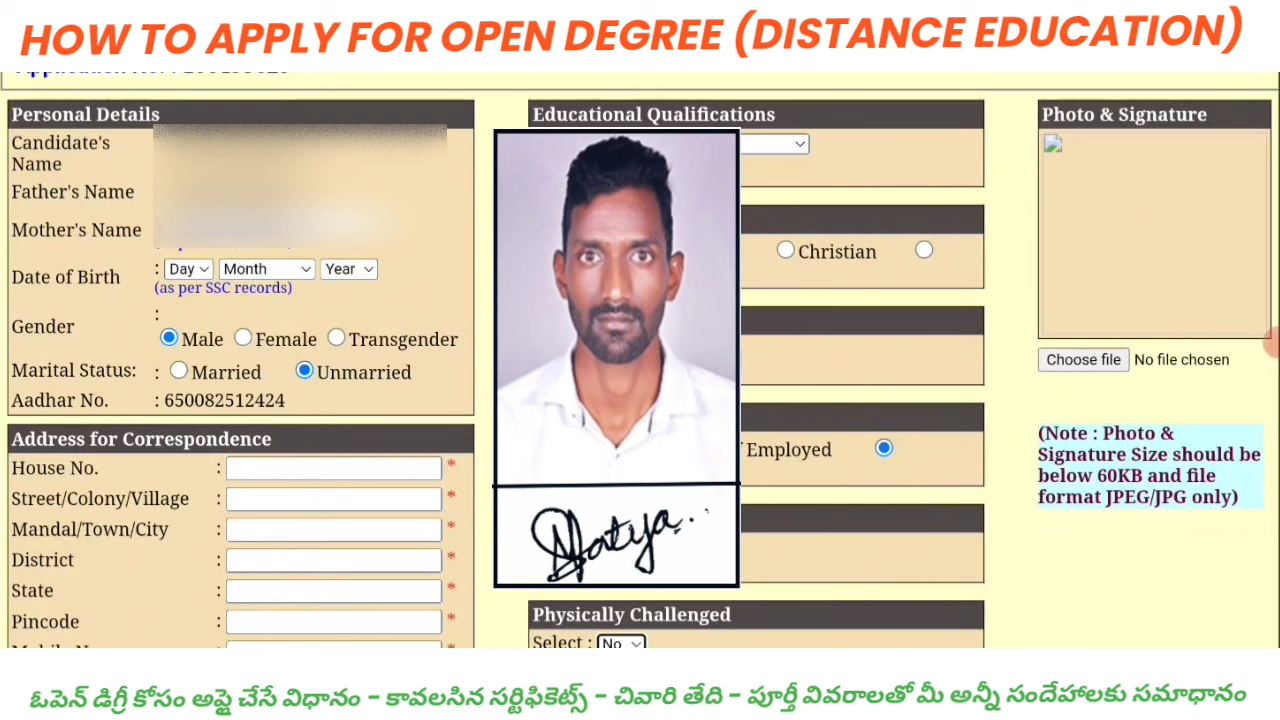 HOW TO APPLY FOR OPEN DEGREE (DISTANCE EDUCATION)
Personal Details
Candidate's Name
Father's Name
Mother's Name
Date of Birth : Day Month Year
(as per SSC records)
Gender :
Male Female Transgender
Marital Status: : Married Unmarried
Aadhar No. : 650082512424
Address for Correspondence
House No. : *
Street/Colony/Village : *
Mandal/Town/City : *
District : *
State : *
Pincode : *
Educational Qualifications
Christian
Employed
Satya..
Physically Challenged
Select : No
Photo & Signature
Choose file No file chosen
(Note : Photo &
Signature Size should be
below 60KB and file
format JPEG/JPG only)
ఓపెన్ డిగ్రీ కోసం అప్లై చేసే విధానం - కావలసిన సర్టిఫికెట్స్ - చివారి తేది - పూర్తీ వివరాలతో మీ అన్నీ సందేహాలకు సమాధానం